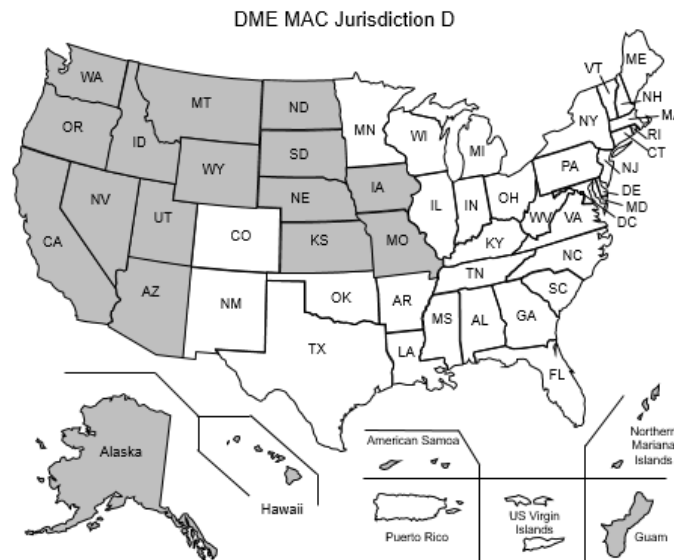 DME MAC Jurisdiction D
WA
MT
ND
MN
VT
ME
NH
OR
ID
SD
WI
MI
NY
RI
CT
WY
IA
PA
NJ
NV
UT
NE
IL
IN
OH
DE
MD
DC
CA
CO
KS
MO
WV
VA
KY
AZ
NM
OK
AR
TN
NC
SC
TX
LA
MS
AL
GA
FL
Alaska
Hawaii
American Samoa
Northern
Mariana
Islands
Puerto Rico
US Virgin
Islands
Guam